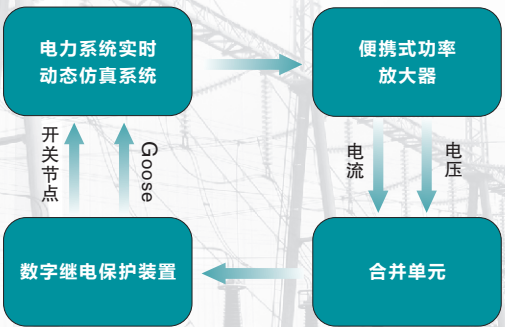 电力系统实时
动态仿真系统
便携式功率
放大器
开关节点
Goose
电流
电压
数字继电保护装置
合并单元